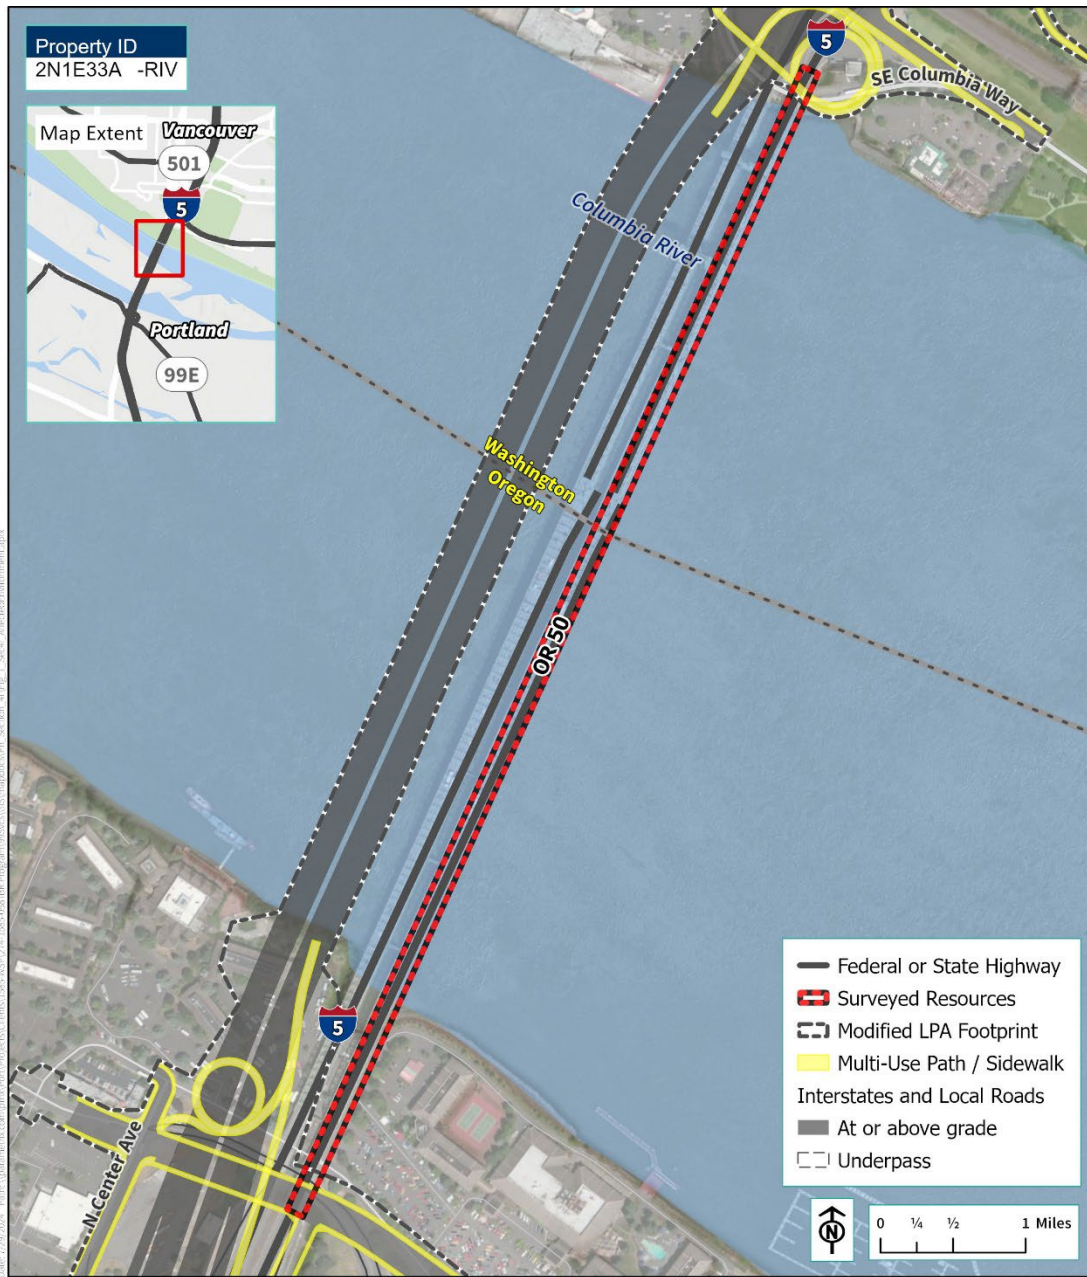 Property ID
2N1E33A -RIV
Map Extent
Vancouver
501
5
Portland
99E
5
SE Columbia Way
Columbia River
Washington
Oregon
OR 50
5
N Center Ave
Federal or State Highway
Surveyed Resources
Modified LPA Footprint
Multi-Use Path / Sidewalk
Interstates and Local Roads
At or above grade
Underpass
N
0 ¼ ½ 1 Miles